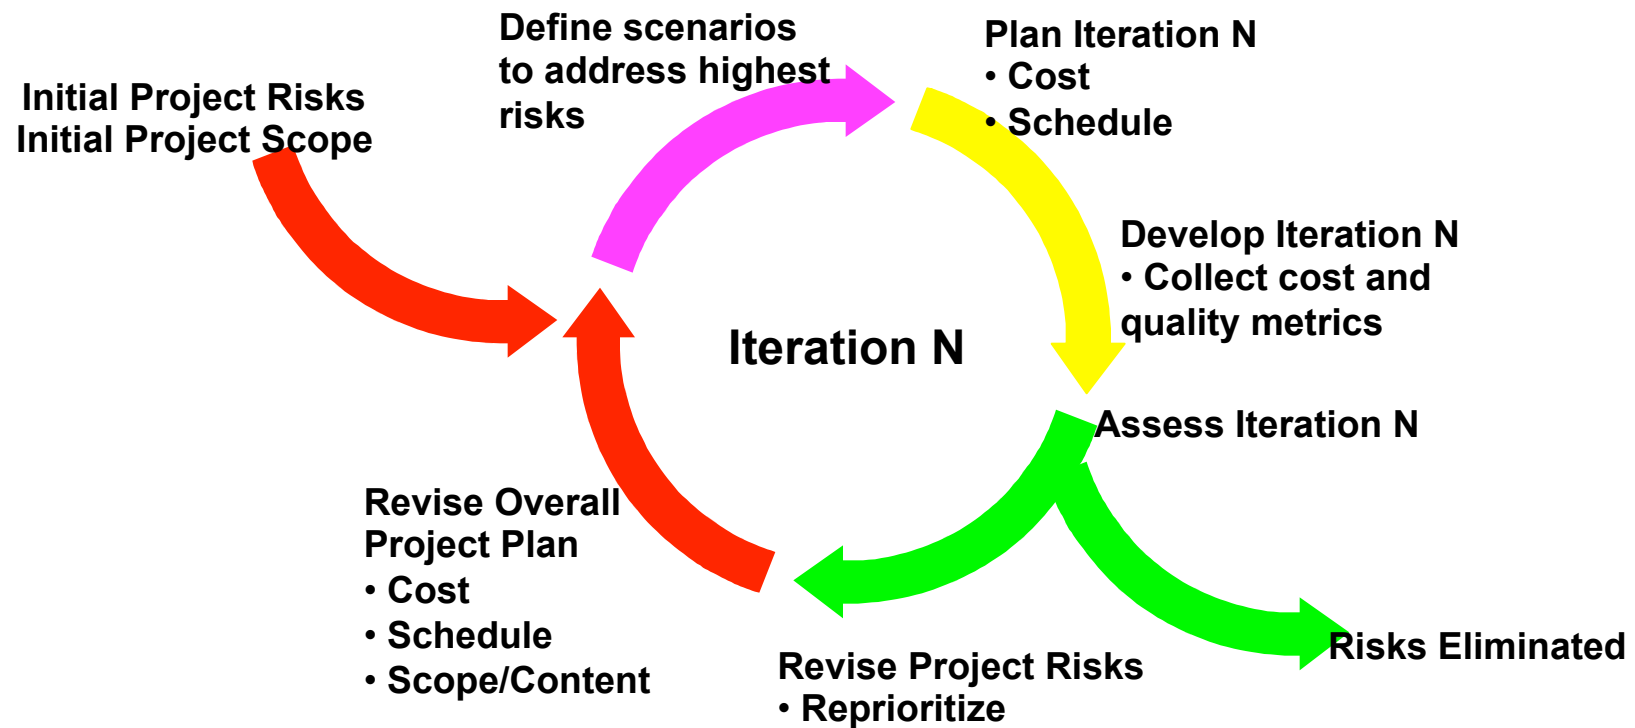 Define scenarios
to address highest
risks
Plan Iteration N
• Cost
• Schedule
Initial Project Risks
Initial Project Scope
Develop Iteration N
• Collect cost and
quality metrics
Iteration N
Assess Iteration N
Revise Overall
Project Plan
• Cost
• Schedule
• Scope/Content
Revise Project Risks
• Reprioritize
Risks Eliminated